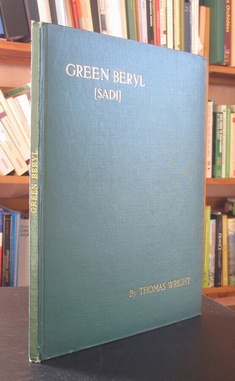 GREEN BERYL
(SADI)
By THOMAS WRIGHT
GREEN BERYL